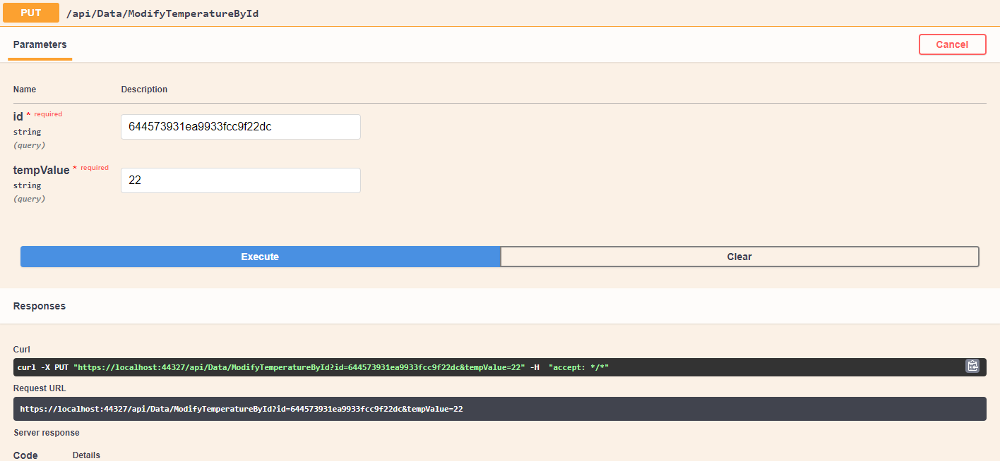 PUT /api/Data/ModifyTemperatureById
Parameters Cancel
Name Description
id * required
string
(query)
644573931ea9933fcc9f22dc
tempValue * required
string
(query)
22
Execute Clear
Responses
Curl
curl -X PUT "https://localhost:44327/api/Data/ModifyTemperatureById?id=644573931ea9933fcc9f22dc&tempValue=22" -H  "accept: */*"
Request URL
https://localhost:44327/api/Data/ModifyTemperatureById?id=644573931ea9933fcc9f22dc&tempValue=22
Server response
Code Details